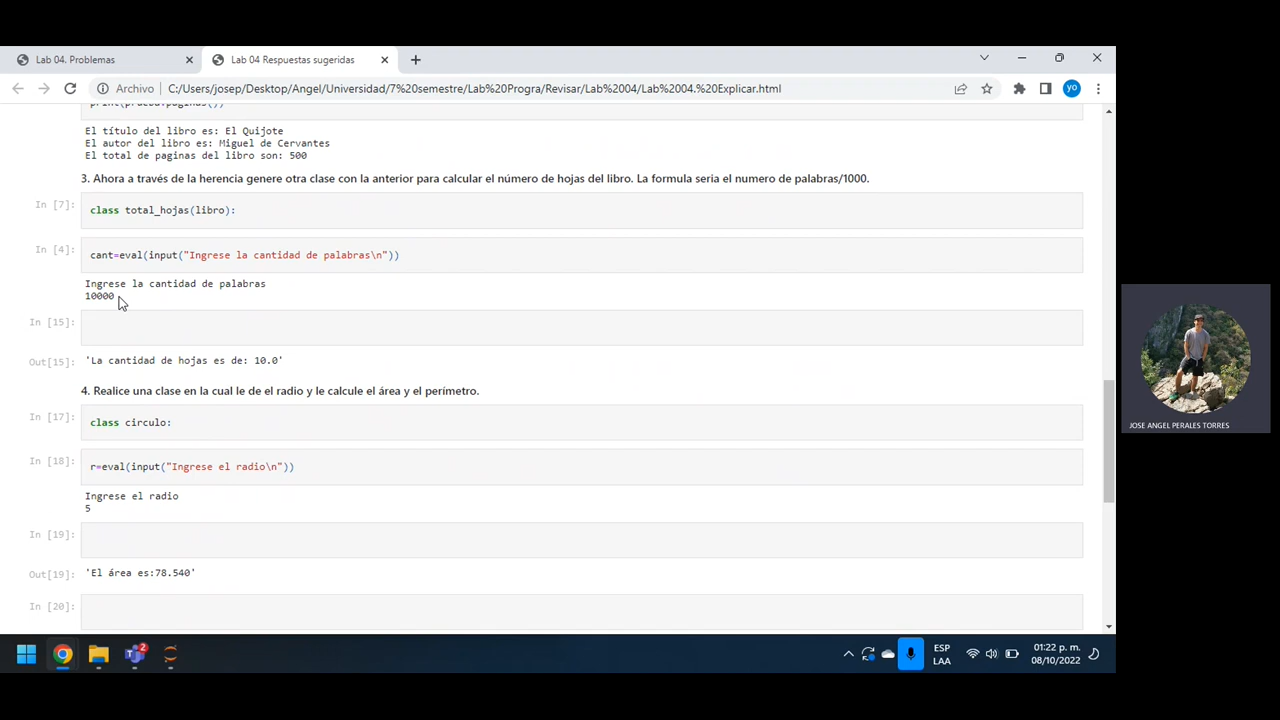 Lab 04. Problemas
Lab 04 Respuestas sugeridas
Archivo C:/Users/josep/Desktop/Angel/Universidad/7%20semestre/Lab%20Progra/Revisar/Lab%2004/Lab%2004.%20Explicar.html
yo
El título del libro es: El Quijote
El autor del libro es: Miguel de Cervantes
El total de paginas del libro son: 500
3. Ahora a través de la herencia genere otra clase con la anterior para calcular el número de hojas del libro. La formula seria el numero de palabras/1000.
In [7]: class total_hojas(libro):
In [4]: cant=eval(input("Ingrese la cantidad de palabras\n"))
Ingrese la cantidad de palabras
10000
In [15]:
Out[15]: 'La cantidad de hojas es de: 10.0'
4. Realice una clase en la cual le de el radio y le calcule el área y el perímetro.
In [17]: class circulo:
In [18]: r=eval(input("Ingrese el radio\n"))
Ingrese el radio
5
In [19]:
Out[19]: 'El área es:78.540'
In [20]:
JOSE ANGEL PERALES TORRES
2
ESP
LAA
01:22 p. m.
08/10/2022